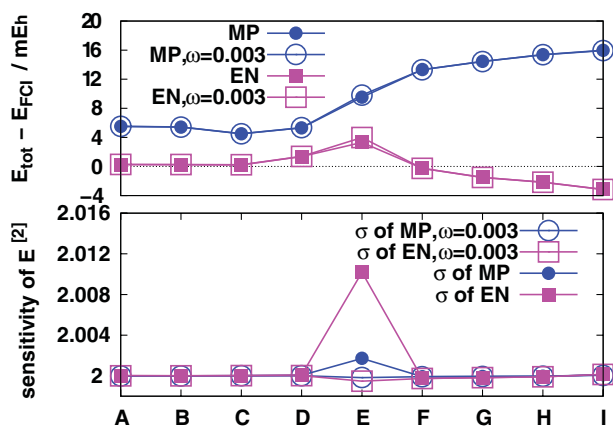 E_tot − E_FCI / mEh
20
16
12
8
4
0
−4
MP
MP,ω=0.003
EN
EN,ω=0.003
sensitivity of E^[2]
2.016
2.012
2.008
2.004
2
σ of MP,ω=0.003
σ of EN,ω=0.003
σ of MP
σ of EN
A B C D E F G H I